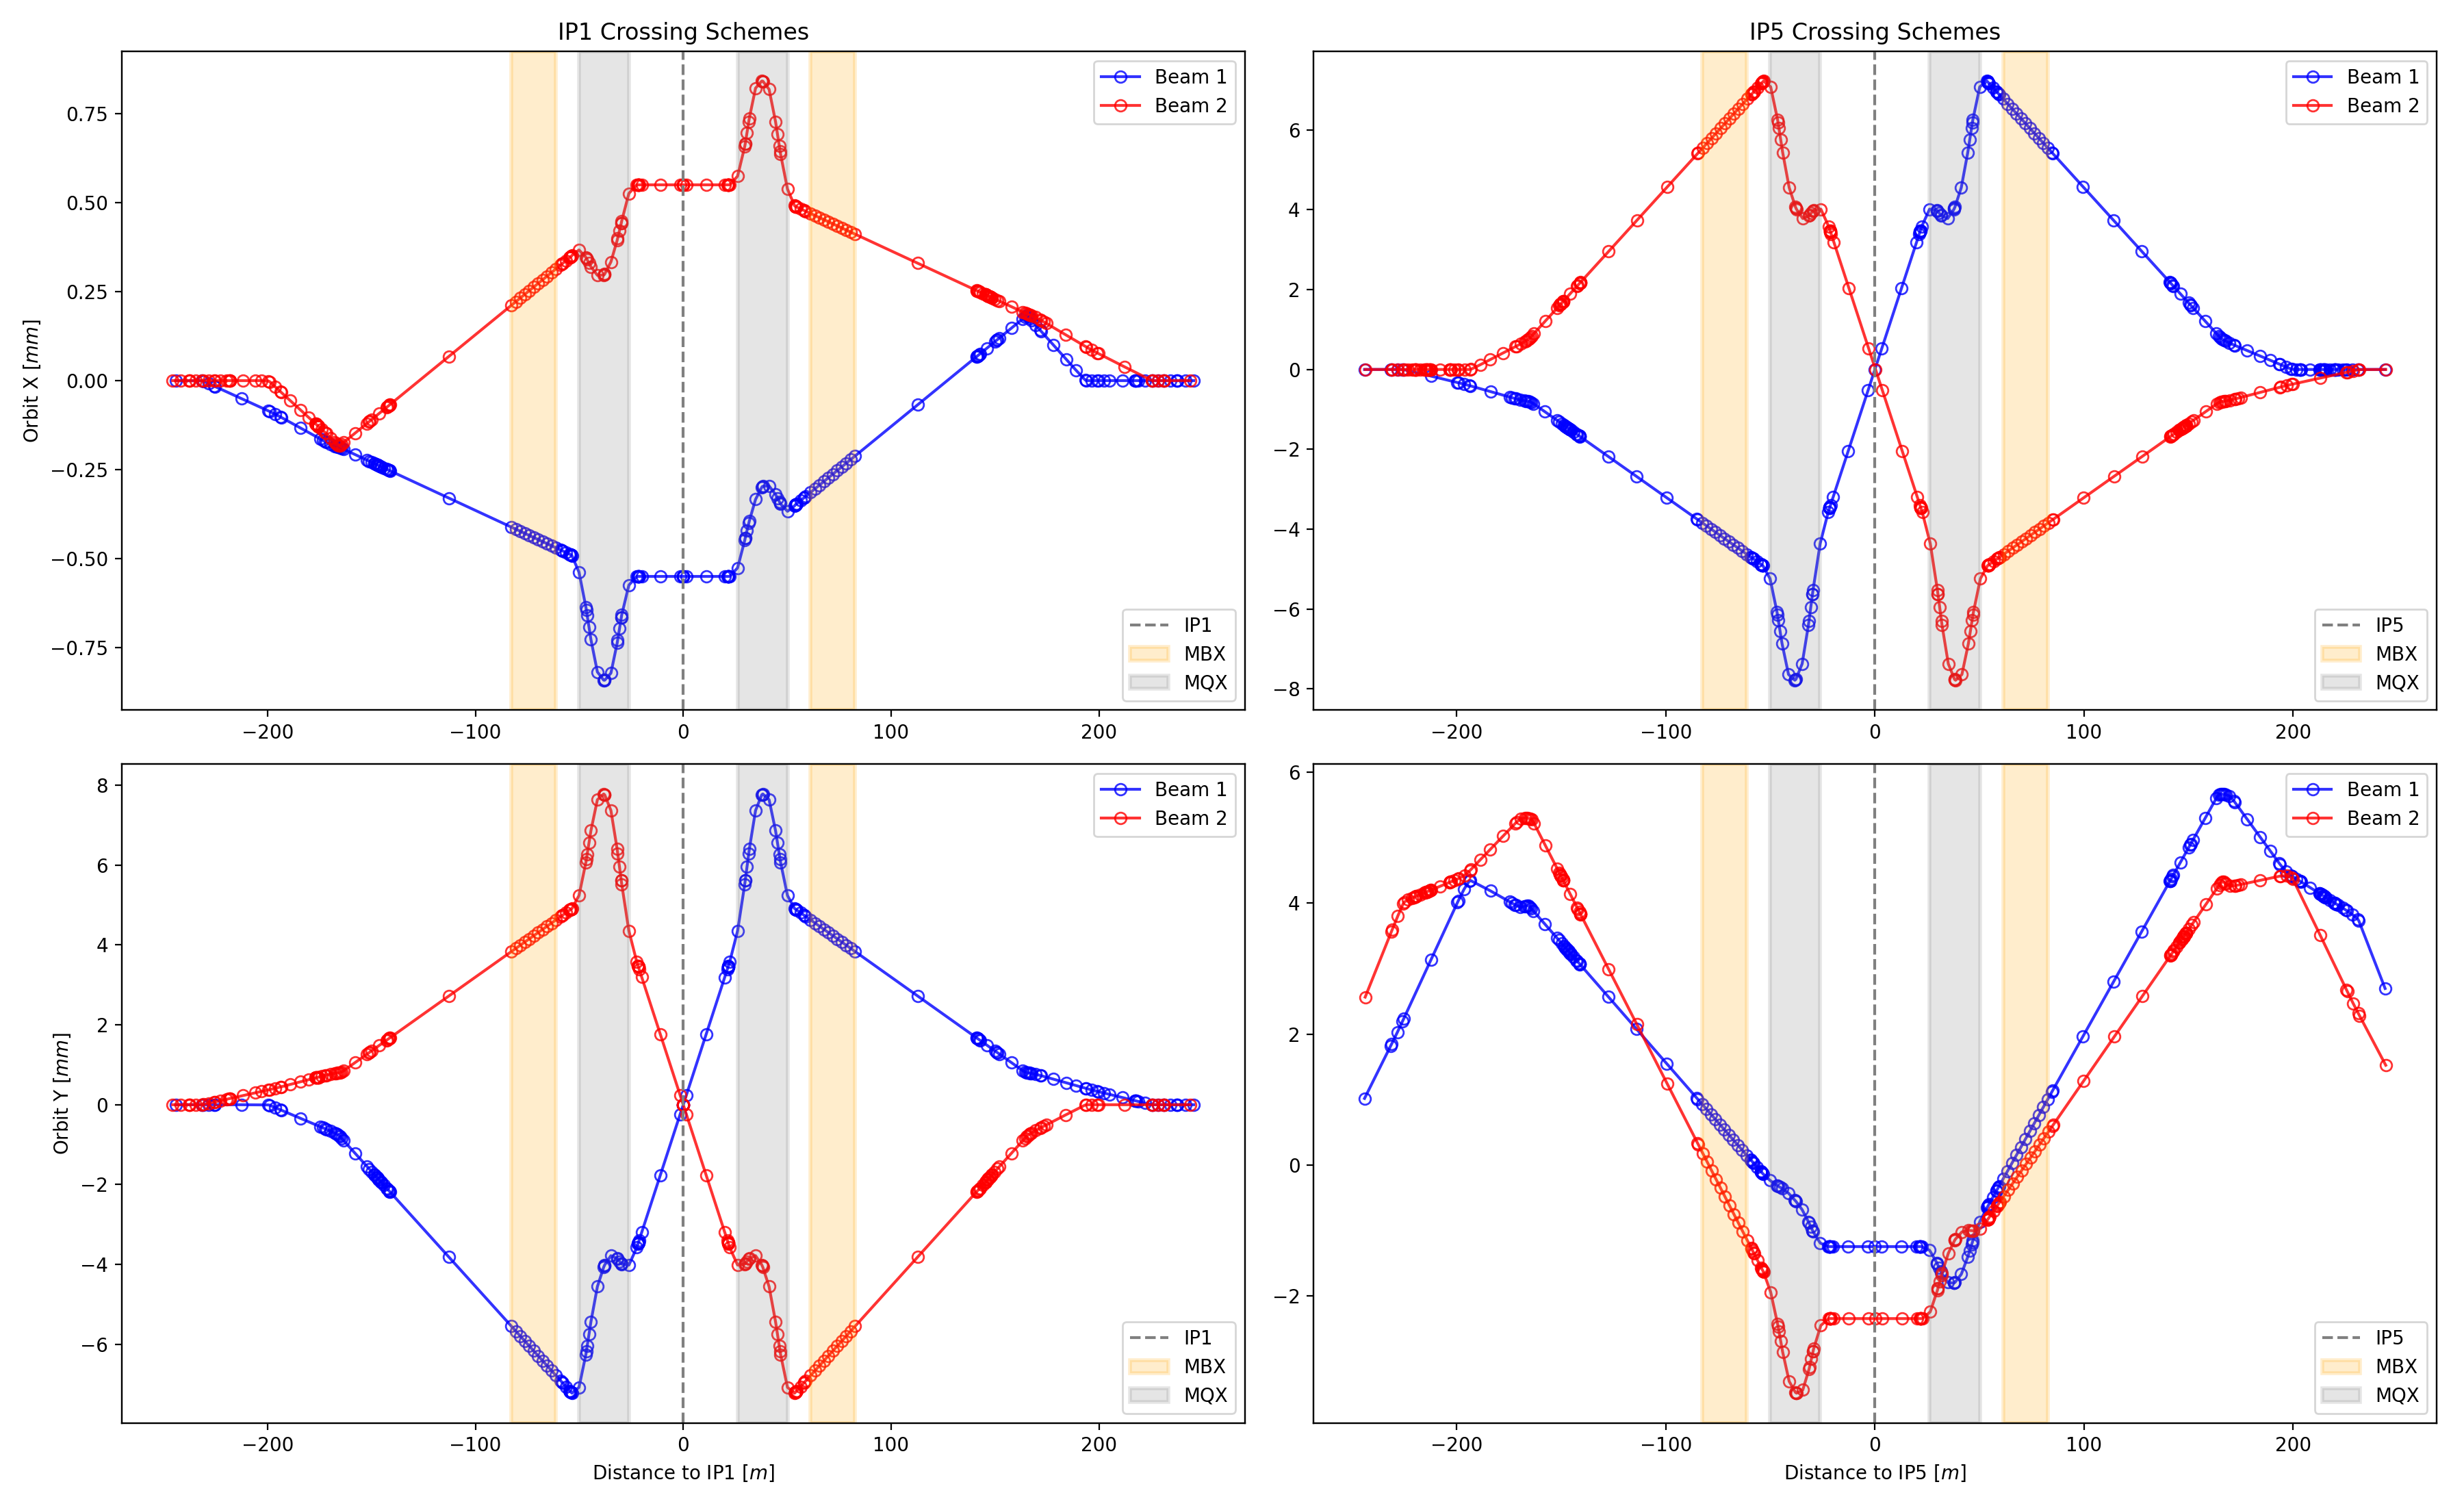 IP1 Crossing Schemes
Orbit X [mm]
0.75
0.50
0.25
0.00
−0.25
−0.50
−0.75
Beam 1
Beam 2
IP1
MBX
MQX
−200
−100
0
100
200
IP5 Crossing Schemes
6
4
2
0
−2
−4
−6
−8
Beam 1
Beam 2
IP5
MBX
MQX
−200
−100
0
100
200
Orbit Y [mm]
8
6
4
2
0
−2
−4
−6
Beam 1
Beam 2
IP1
MBX
MQX
−200
−100
0
100
200
Distance to IP1 [m]
6
4
2
0
−2
Beam 1
Beam 2
IP5
MBX
MQX
−200
−100
0
100
200
Distance to IP5 [m]